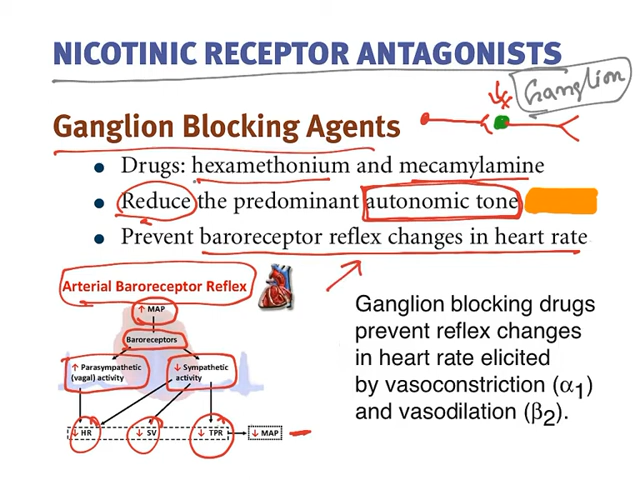 NICOTINIC RECEPTOR ANTAGONISTS
Ganglion
Ganglion Blocking Agents
• Drugs: hexamethonium and mecamylamine
• Reduce the predominant autonomic tone
• Prevent baroreceptor reflex changes in heart rate
Arterial Baroreceptor Reflex
↑ MAP
Baroreceptors
↑ Parasympathetic
(vagal) activity
↓ Sympathetic
activity
↓ HR ↓ SV ↓ TPR ↓ MAP
Ganglion blocking drugs
prevent reflex changes
in heart rate elicited
by vasoconstriction (α1)
and vasodilation (β2).